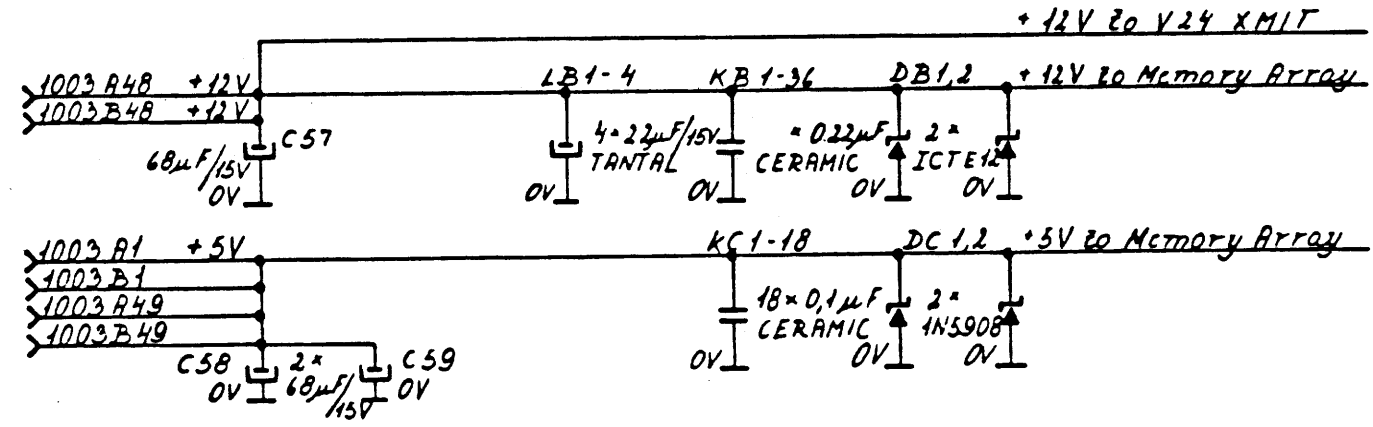 + 12V to V24 XMIT
1003 A48 +12V LB1-4 KB1-36 DB1,2 +12V to Memory Array
1003 B48 +12V
C57
68µF/15V
0V
4×22µF/15V
TANTAL
0V
× 0.22µF
CERAMIC
0V
2×
ICTE12
0V
0V
1003 A1 +5V KC1-18 DC1,2 +5V to Memory Array
1003 B1
1003 A49
1003 B49
C58
0V
2×
68µF/15V
C59
0V
18×0,1µF
CERAMIC
0V
2×
1N5908
0V
0V